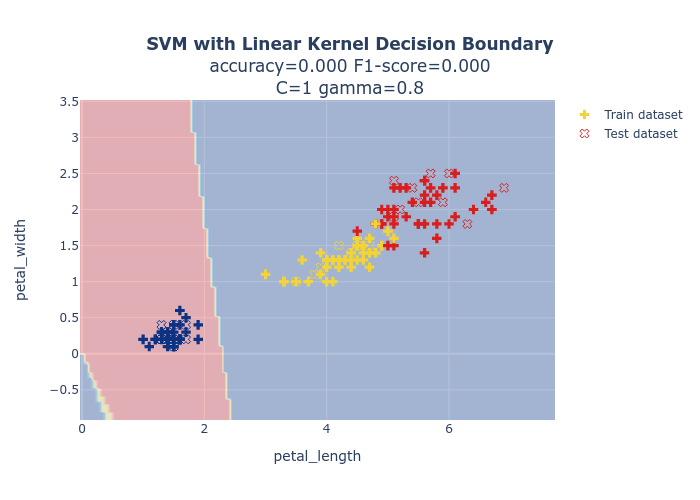 SVM with Linear Kernel Decision Boundary
accuracy=0.000 F1-score=0.000
C=1 gamma=0.8
Train dataset
Test dataset
petal_width
3.5
3
2.5
2
1.5
1
0.5
0
−0.5
0
2
4
6
petal_length